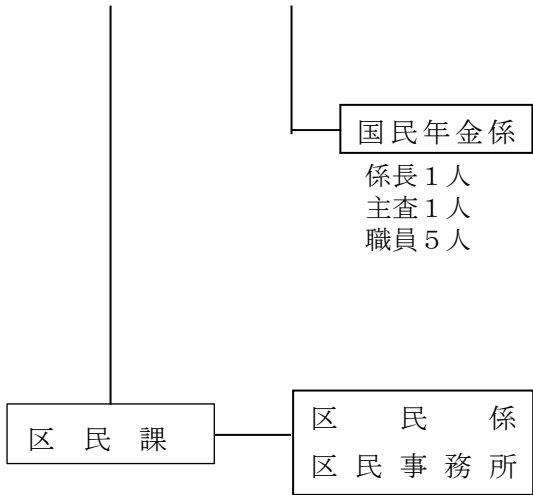 国民年金係
係長１人
主査１人
職員５人
区民課
区民係
区民事務所